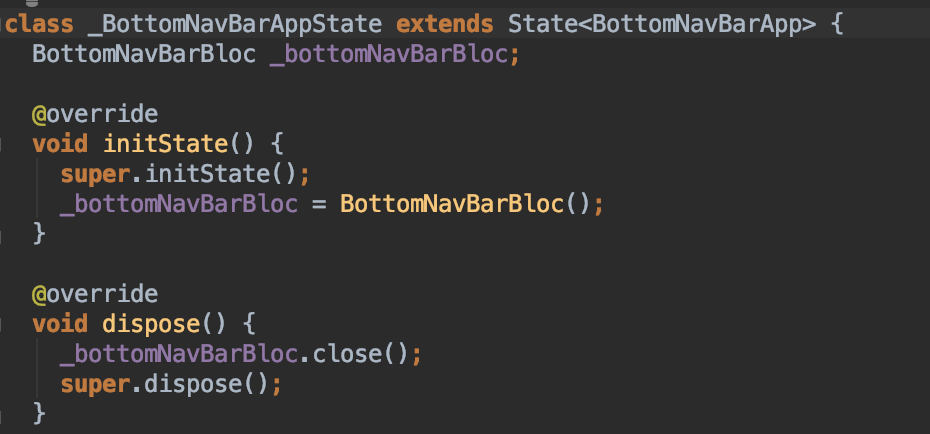 class _BottomNavBarAppState extends State<BottomNavBarApp> {
BottomNavBarBloc _bottomNavBarBloc;
@override
void initState() {
super.initState();
_bottomNavBarBloc = BottomNavBarBloc();
}
@override
void dispose() {
_bottomNavBarBloc.close();
super.dispose();
}